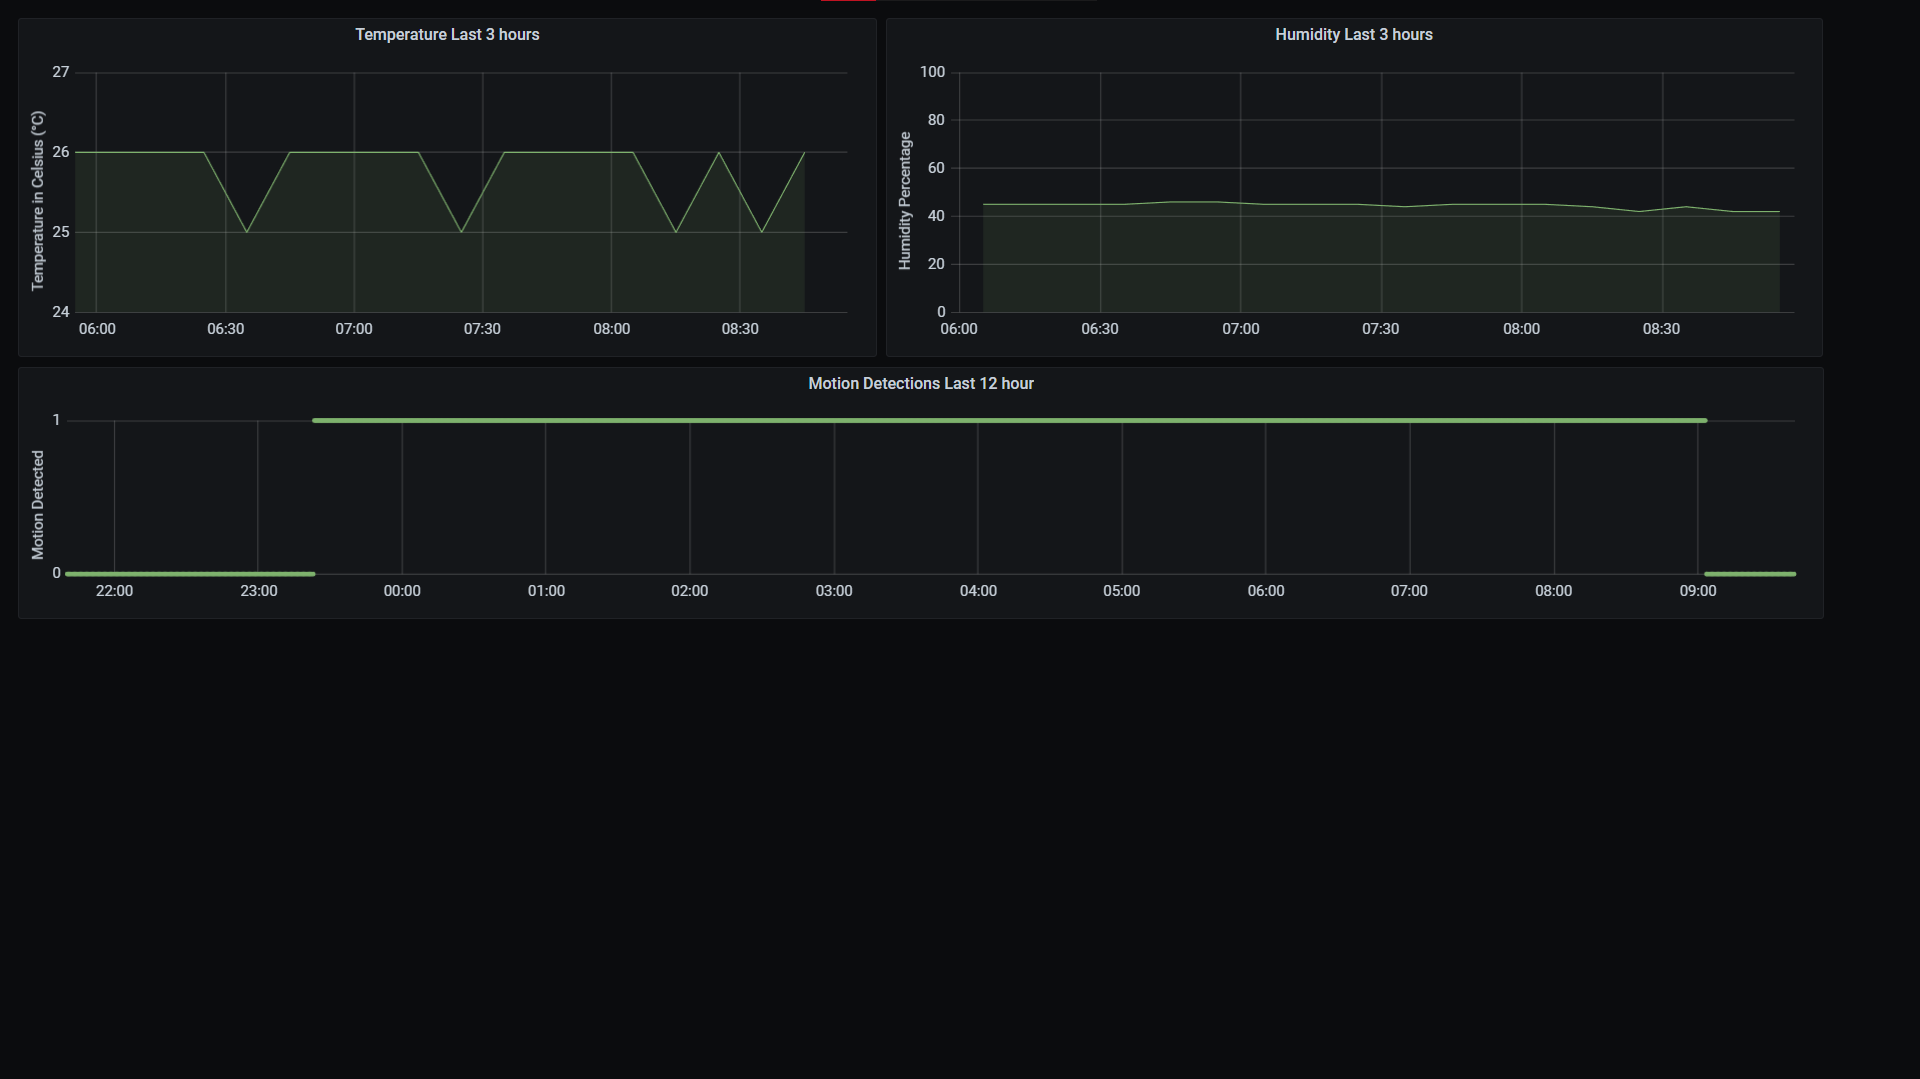 Temperature Last 3 hours
Temperature in Celsius (°C)
27
26
25
24
06:00 06:30 07:00 07:30 08:00 08:30
Humidity Last 3 hours
Humidity Percentage
100
80
60
40
20
0
06:00 06:30 07:00 07:30 08:00 08:30
Motion Detections Last 12 hour
Motion Detected
1
0
22:00 23:00 00:00 01:00 02:00 03:00 04:00 05:00 06:00 07:00 08:00 09:00